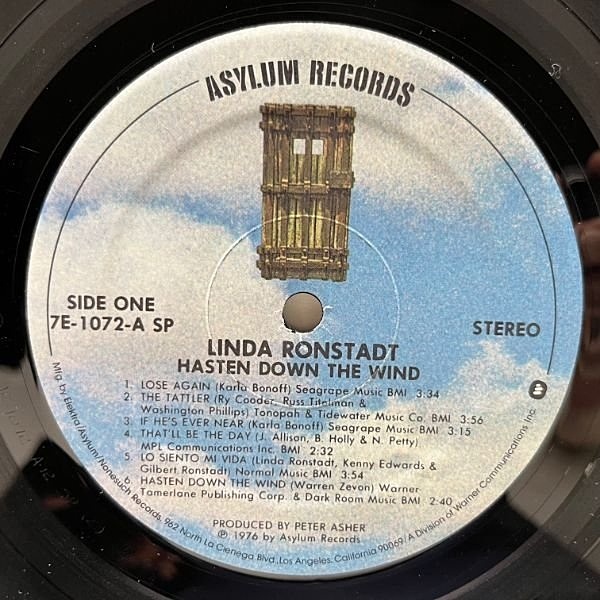 ASYLUM RECORDS
SIDE ONE
7E-1072-A SP
STEREO
LINDA RONSTADT
HASTEN DOWN THE WIND
1. LOSE AGAIN (Karla Bonoff) Seagrape Music BMI 3:34
2. THE TATTLER (Ry Cooder, Russ Titelman &
Washington Phillips) Tonopah & Tidewater Music Co. BMI 3:56
3. IF HE'S EVER NEAR (Karla Bonoff) Seagrape Music BMI 3:15
4. THAT'LL BE THE DAY (J. Allison, B. Holly & N. Petty)
MPL Communications Inc. BMI 2:32
5. LO SIENTO MI VIDA (Linda Ronstadt, Kenny Edwards &
Gilbert Ronstadt) Normal Music BMI 3:54
6. HASTEN DOWN THE WIND (Warren Zevon) Warner
Tamerlane Publishing Corp. & Dark Room Music BMI 2:40
PRODUCED BY PETER ASHER
℗ 1976 by Asylum Records
Mfg. by Elektra/Asylum/Nonesuch Records, 962 North La Cienega Blvd., Los Angeles, California 90069/A Division of Warner Communications Inc.